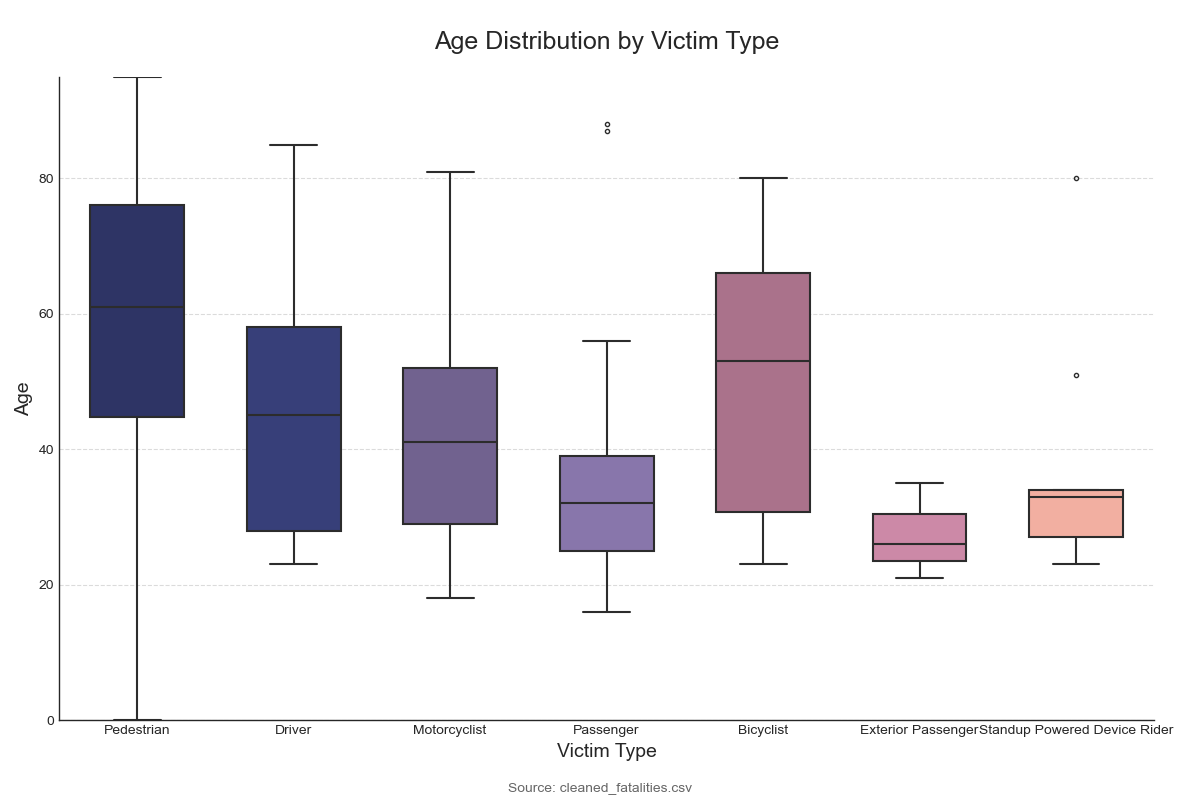 Age Distribution by Victim Type
Age
80
60
40
20
0
Pedestrian
Driver
Motorcyclist
Passenger
Bicyclist
Exterior Passenger
Standup Powered Device Rider
Victim Type
Source: cleaned_fatalities.csv